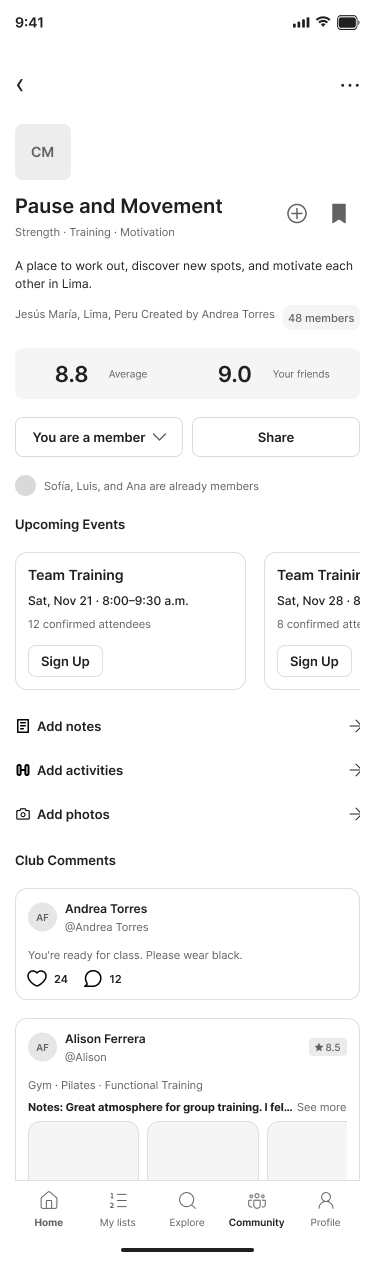 9:41
CM
Pause and Movement
Strength · Training · Motivation
A place to work out, discover new spots, and motivate each
other in Lima.
Jesús María, Lima, Peru Created by Andrea Torres
48 members
8.8 Average 9.0 Your friends
You are a member
Share
Sofía, Luis, and Ana are already members
Upcoming Events
Team Training
Sat, Nov 21 · 8:00–9:30 a.m.
12 confirmed attendees
Sign Up
Team Trainin
Sat, Nov 28 · 8
8 confirmed atte
Sign Up
Add notes
Add activities
Add photos
Club Comments
AF
Andrea Torres
@Andrea Torres
You're ready for class. Please wear black.
24 12
AF
Alison Ferrera
@Alison
8.5
Gym · Pilates · Functional Training
Notes: Great atmosphere for group training. I fel... See more
Home My lists Explore Community Profile